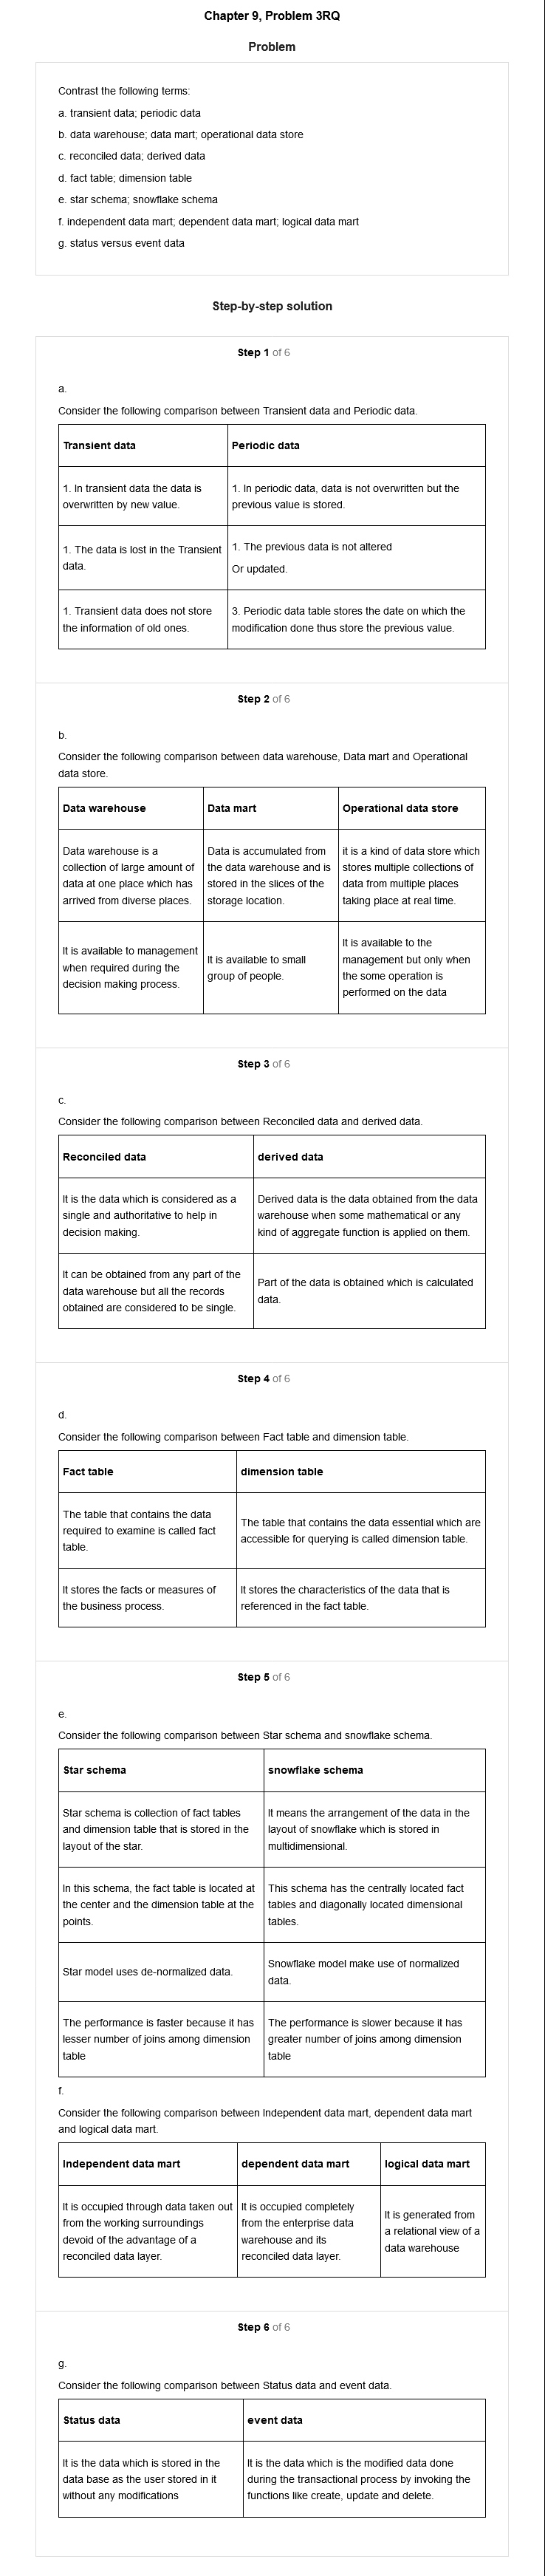 Chapter 9, Problem 3RQ
Problem
Contrast the following terms:
a. transient data; periodic data
b. data warehouse; data mart; operational data store
c. reconciled data; derived data
d. fact table; dimension table
e. star schema; snowflake schema
f. independent data mart; dependent data mart; logical data mart
g. status versus event data
Step-by-step solution
Step 1 of 6
a.
Consider the following comparison between Transient data and Periodic data.
Transient data
Periodic data
1. In transient data the data is
overwritten by new value.
1. In periodic data, data is not overwritten but the
previous value is stored.
1. The data is lost in the Transient
data.
1. The previous data is not altered
Or updated.
1. Transient data does not store
the information of old ones.
3. Periodic data table stores the date on which the
modification done thus store the previous value.
Step 2 of 6
b.
Consider the following comparison between data warehouse, Data mart and Operational
data store.
Data warehouse
Data mart
Operational data store
Data warehouse is a
collection of large amount of
data at one place which has
arrived from diverse places.
Data is accumulated from
the data warehouse and is
stored in the slices of the
storage location.
it is a kind of data store which
stores multiple collections of
data from multiple places
taking place at real time.
It is available to management
when required during the
decision making process.
It is available to small
group of people.
It is available to the
management but only when
the some operation is
performed on the data
Step 3 of 6
c.
Consider the following comparison between Reconciled data and derived data.
Reconciled data
derived data
It is the data which is considered as a
single and authoritative to help in
decision making.
Derived data is the data obtained from the data
warehouse when some mathematical or any
kind of aggregate function is applied on them.
It can be obtained from any part of the
data warehouse but all the records
obtained are considered to be single.
Part of the data is obtained which is calculated
data.
Step 4 of 6
d.
Consider the following comparison between Fact table and dimension table.
Fact table
dimension table
The table that contains the data
required to examine is called fact
table.
The table that contains the data essential which are
accessible for querying is called dimension table.
It stores the facts or measures of
the business process.
It stores the characteristics of the data that is
referenced in the fact table.
Step 5 of 6
e.
Consider the following comparison between Star schema and snowflake schema.
Star schema
snowflake schema
Star schema is collection of fact tables
and dimension table that is stored in the
layout of the star.
It means the arrangement of the data in the
layout of snowflake which is stored in
multidimensional.
In this schema, the fact table is located at
the center and the dimension table at the
points.
This schema has the centrally located fact
tables and diagonally located dimensional
tables.
Star model uses de-normalized data.
Snowflake model make use of normalized
data.
The performance is faster because it has
lesser number of joins among dimension
table
The performance is slower because it has
greater number of joins among dimension
table
f.
Consider the following comparison between Independent data mart, dependent data mart
and logical data mart.
Independent data mart
dependent data mart
logical data mart
It is occupied through data taken out
from the working surroundings
devoid of the advantage of a
reconciled data layer.
It is occupied completely
from the enterprise data
warehouse and its
reconciled data layer.
It is generated from
a relational view of a
data warehouse
Step 6 of 6
g.
Consider the following comparison between Status data and event data.
Status data
event data
It is the data which is stored in the
data base as the user stored in it
without any modifications
It is the data which is the modified data done
during the transactional process by invoking the
functions like create, update and delete.